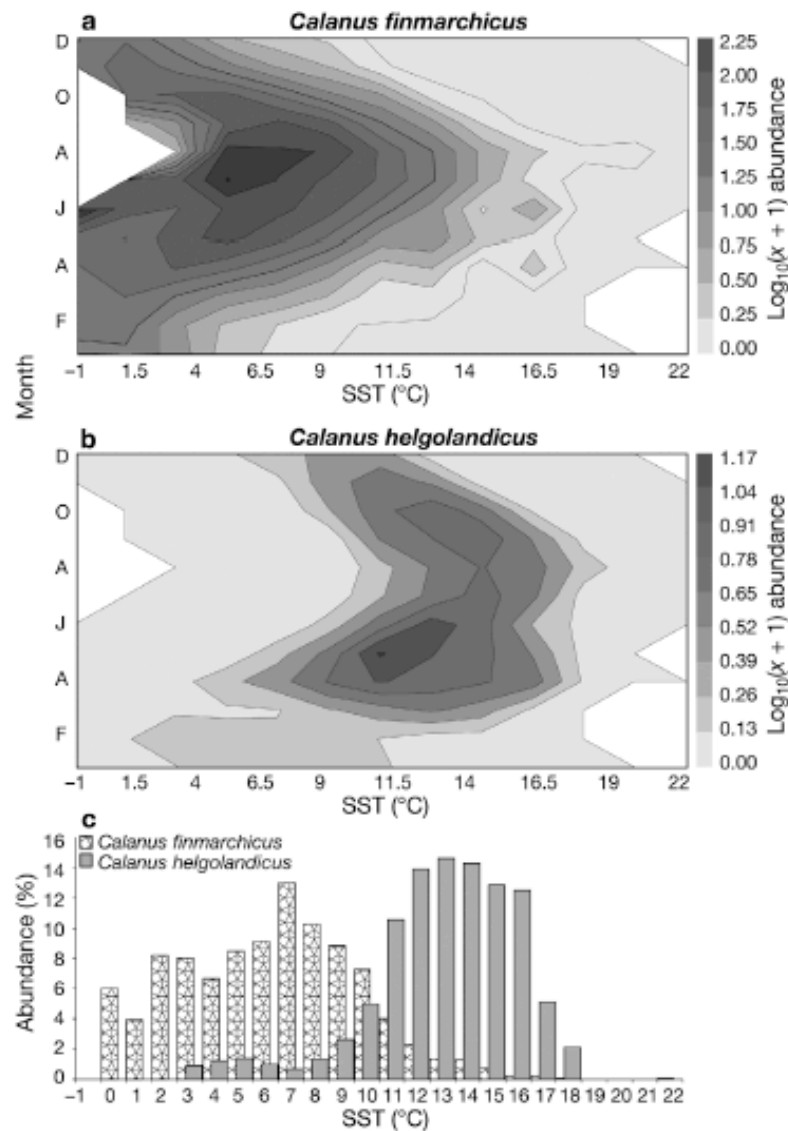 a Calanus finmarchicus
D
O
A
J
A
F
2.25
2.00
1.75
1.50
1.25
1.00
0.75
0.50
0.25
0.00
Log10(x + 1) abundance
−1 1.5 4 6.5 9 11.5 14 16.5 19 22
SST (°C)
Month
b Calanus helgolandicus
D
O
A
J
A
F
1.17
1.04
0.91
0.78
0.65
0.52
0.39
0.26
0.13
0.00
Log10(x + 1) abundance
−1 1.5 4 6.5 9 11.5 14 16.5 19 22
SST (°C)
c
Calanus finmarchicus
Calanus helgolandicus
16
14
12
10
8
6
4
2
0
Abundance (%)
−1 0 1 2 3 4 5 6 7 8 9 10 11 12 13 14 15 16 17 18 19 20 21 22
SST (°C)